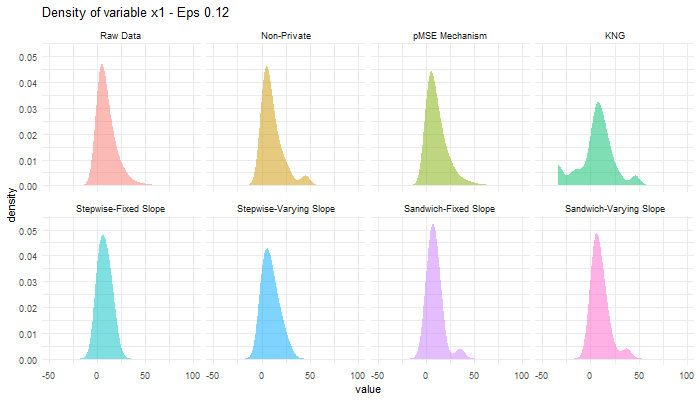 Density of variable x1 - Eps 0.12
Raw Data Non-Private pMSE Mechanism KNG
0.05
0.04
0.03
0.02
0.01
0.00
density
Stepwise-Fixed Slope Stepwise-Varying Slope Sandwich-Fixed Slope Sandwich-Varying Slope
0.05
0.04
0.03
0.02
0.01
0.00
-50 0 50 100 -50 0 50 100 -50 0 50 100 -50 0 50 100
value